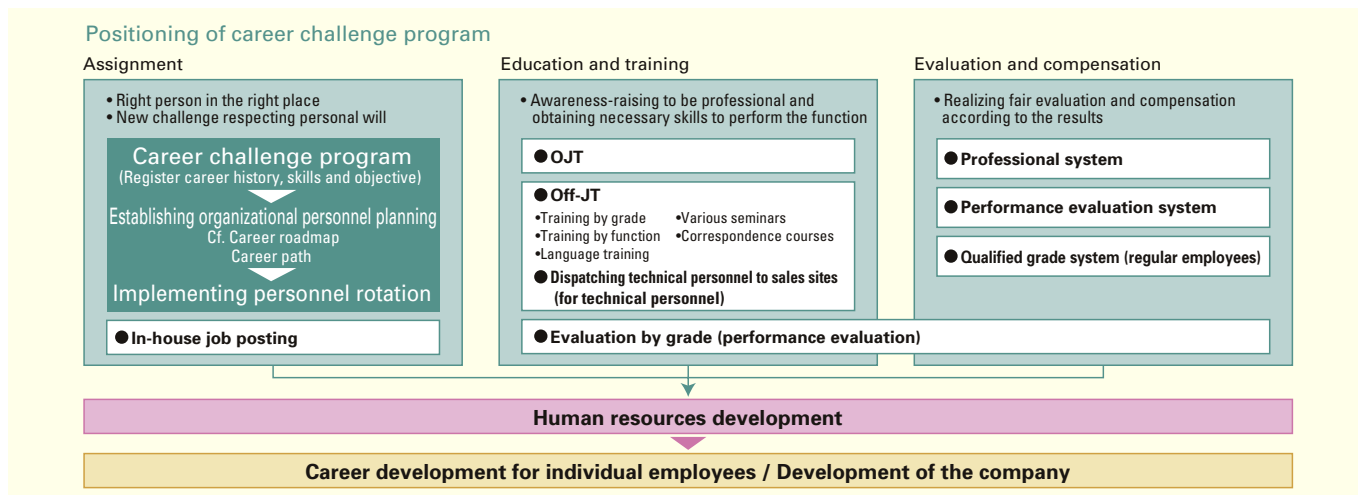 Positioning of career challenge program
Assignment
• Right person in the right place
• New challenge respecting personal will
Career challenge program
(Register career history, skills and objective)
Establishing organizational personnel planning
Cf. Career roadmap
Career path
Implementing personnel rotation
●In-house job posting
Education and training
• Awareness-raising to be professional and
obtaining necessary skills to perform the function
●OJT
●Off-JT
•Training by grade
•Training by function
•Language training
•Various seminars
•Correspondence courses
●Dispatching technical personnel to sales sites
(for technical personnel)
●Evaluation by grade (performance evaluation)
Evaluation and compensation
• Realizing fair evaluation and compensation
according to the results
●Professional system
●Performance evaluation system
●Qualified grade system (regular employees)
Human resources development
Career development for individual employees / Development of the company